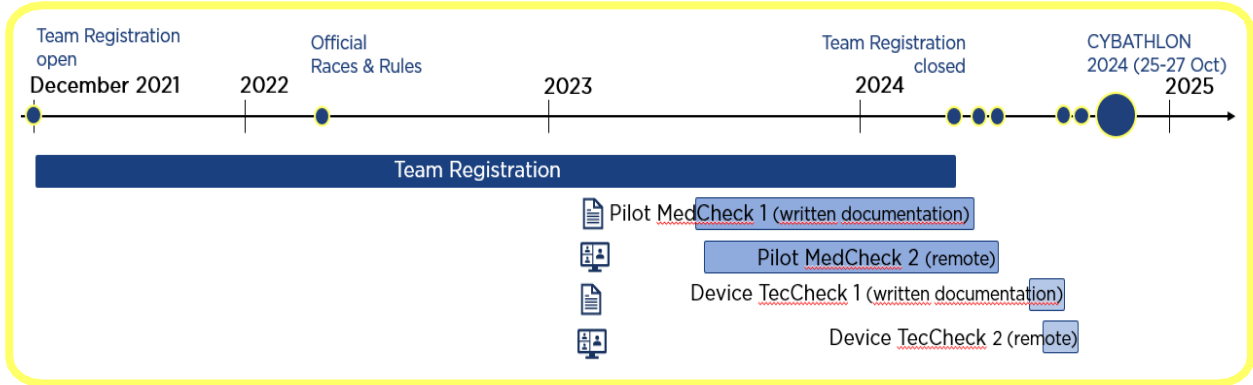 Team Registration
open
December 2021
2022
Official
Races & Rules
2023
Team Registration
closed
2024
CYBATHLON
2024 (25-27 Oct)
2025
Team Registration
Pilot MedCheck 1 (written documentation)
Pilot MedCheck 2 (remote)
Device TecCheck 1 (written documentation)
Device TecCheck 2 (remote)